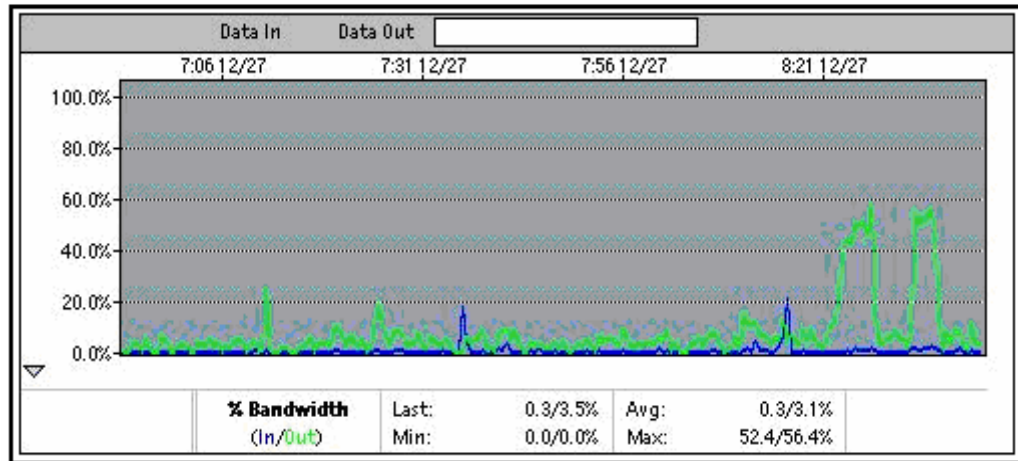 Data In Data Out
7:06 12/27 7:31 12/27 7:56 12/27 8:21 12/27
100.0%
80.0%
60.0%
40.0%
20.0%
0.0%
% Bandwidth Last: 0.3/3.5% Avg: 0.3/3.1%
(In/Out) Min: 0.0/0.0% Max: 52.4/56.4%